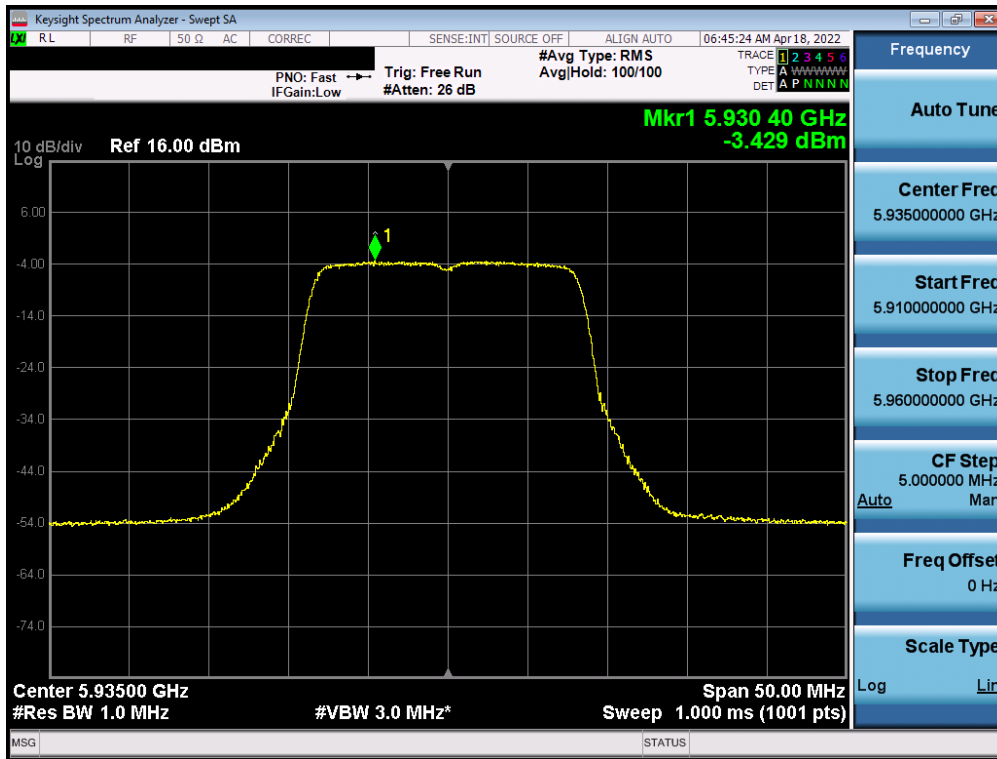 Keysight Spectrum Analyzer - Swept SA
LXI RL RF 50 Ω AC CORREC SENSE:INT SOURCE OFF ALIGN AUTO 06:45:24 AM Apr 18, 2022
PNO: Fast
IFGain:Low
Trig: Free Run
#Atten: 26 dB
#Avg Type: RMS
Avg|Hold: 100/100
TRACE 1 2 3 4 5 6
TYPE A WWWWW
DET A P N N N N
Mkr1 5.930 40 GHz
-3.429 dBm
10 dB/div Ref 16.00 dBm
Log
1
6.00
-4.00
-14.0
-24.0
-34.0
-44.0
-54.0
-64.0
-74.0
Center 5.93500 GHz Span 50.00 MHz
#Res BW 1.0 MHz #VBW 3.0 MHz* Sweep 1.000 ms (1001 pts)
MSG STATUS
Frequency
Auto Tune
Center Freq
5.935000000 GHz
Start Freq
5.910000000 GHz
Stop Freq
5.960000000 GHz
CF Step
5.000000 MHz
Auto Man
Freq Offset
0 Hz
Scale Type
Log Lin